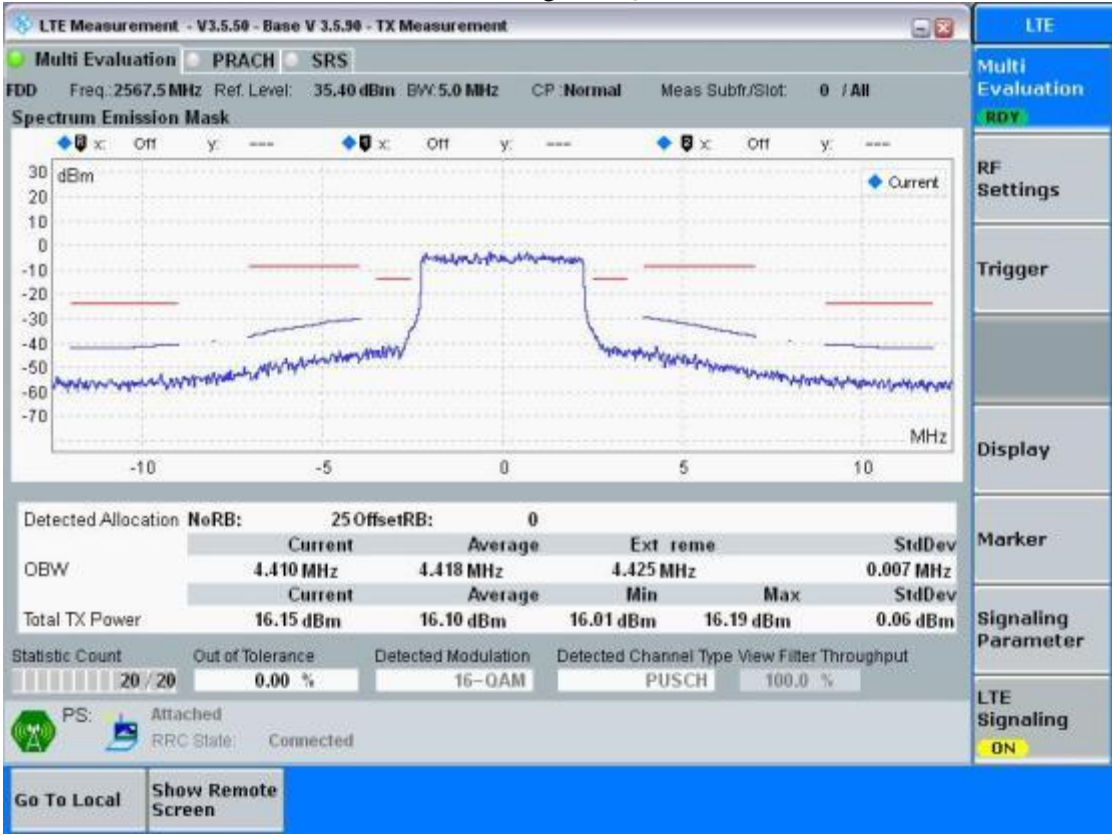 LTE Measurement - V3.5.50 - Base V 3.5.90 - TX Measurement
LTE
Multi Evaluation PRACH SRS
Multi
Evaluation
RDY
FDD Freq.:2567.5 MHz Ref. Level: 35.40 dBm BW:5.0 MHz CP :Normal Meas Subfr./Slot: 0 / All
Spectrum Emission Mask
x: Off y: --- x: Off y: --- x: Off y: ---
30 dBm
Current
20
10
0
-10
-20
-30
-40
-50
-60
-70
MHz
-10 -5 0 5 10
RF
Settings
Trigger
Display
Marker
Signaling
Parameter
LTE
Signaling
ON
Detected Allocation NoRB: 25 OffsetRB: 0
Current Average Ext reme StdDev
OBW 4.410 MHz 4.418 MHz 4.425 MHz 0.007 MHz
Current Average Min Max StdDev
Total TX Power 16.15 dBm 16.10 dBm 16.01 dBm 16.19 dBm 0.06 dBm
Statistic Count Out of Tolerance Detected Modulation Detected Channel Type View Filter Throughput
20 / 20 0.00 % 16-QAM PUSCH 100.0 %
PS: Attached
RRC State: Connected
Go To Local
Show Remote
Screen